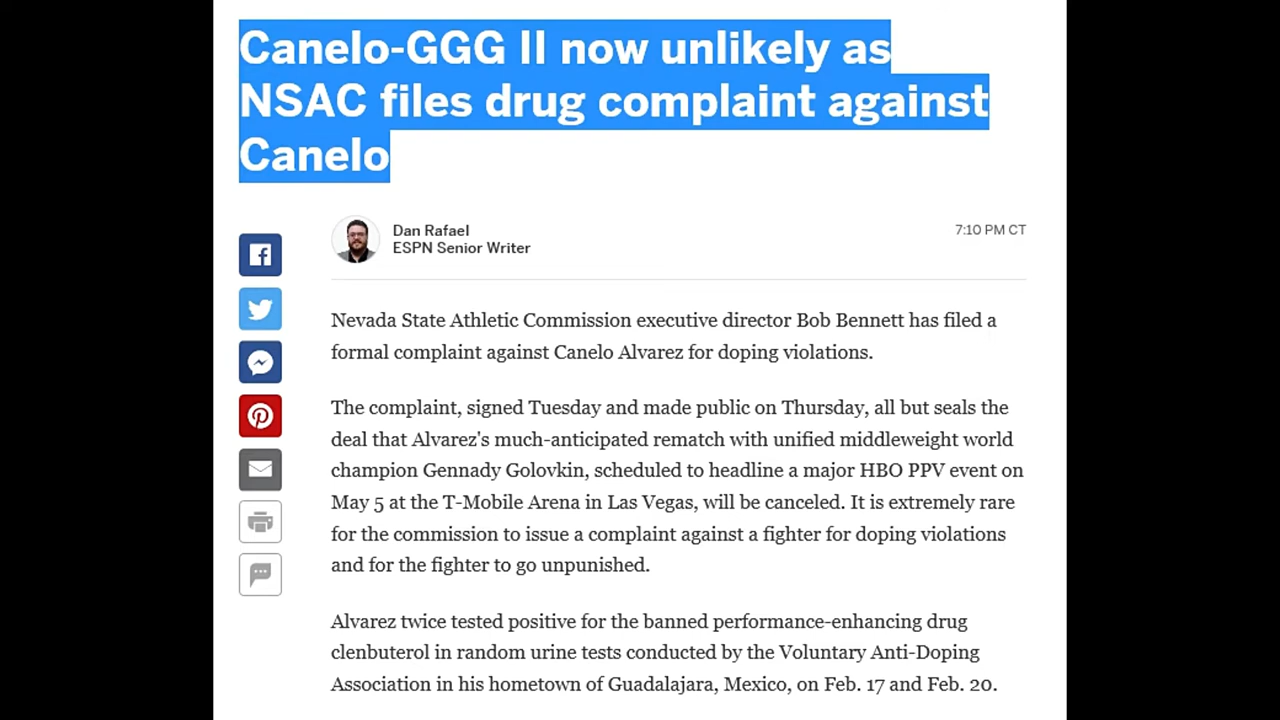 Canelo-GGG II now unlikely as
NSAC files drug complaint against
Canelo
Dan Rafael
ESPN Senior Writer
7:10 PM CT
Nevada State Athletic Commission executive director Bob Bennett has filed a
formal complaint against Canelo Alvarez for doping violations.
The complaint, signed Tuesday and made public on Thursday, all but seals the
deal that Alvarez's much-anticipated rematch with unified middleweight world
champion Gennady Golovkin, scheduled to headline a major HBO PPV event on
May 5 at the T-Mobile Arena in Las Vegas, will be canceled. It is extremely rare
for the commission to issue a complaint against a fighter for doping violations
and for the fighter to go unpunished.
Alvarez twice tested positive for the banned performance-enhancing drug
clenbuterol in random urine tests conducted by the Voluntary Anti-Doping
Association in his hometown of Guadalajara, Mexico, on Feb. 17 and Feb. 20.